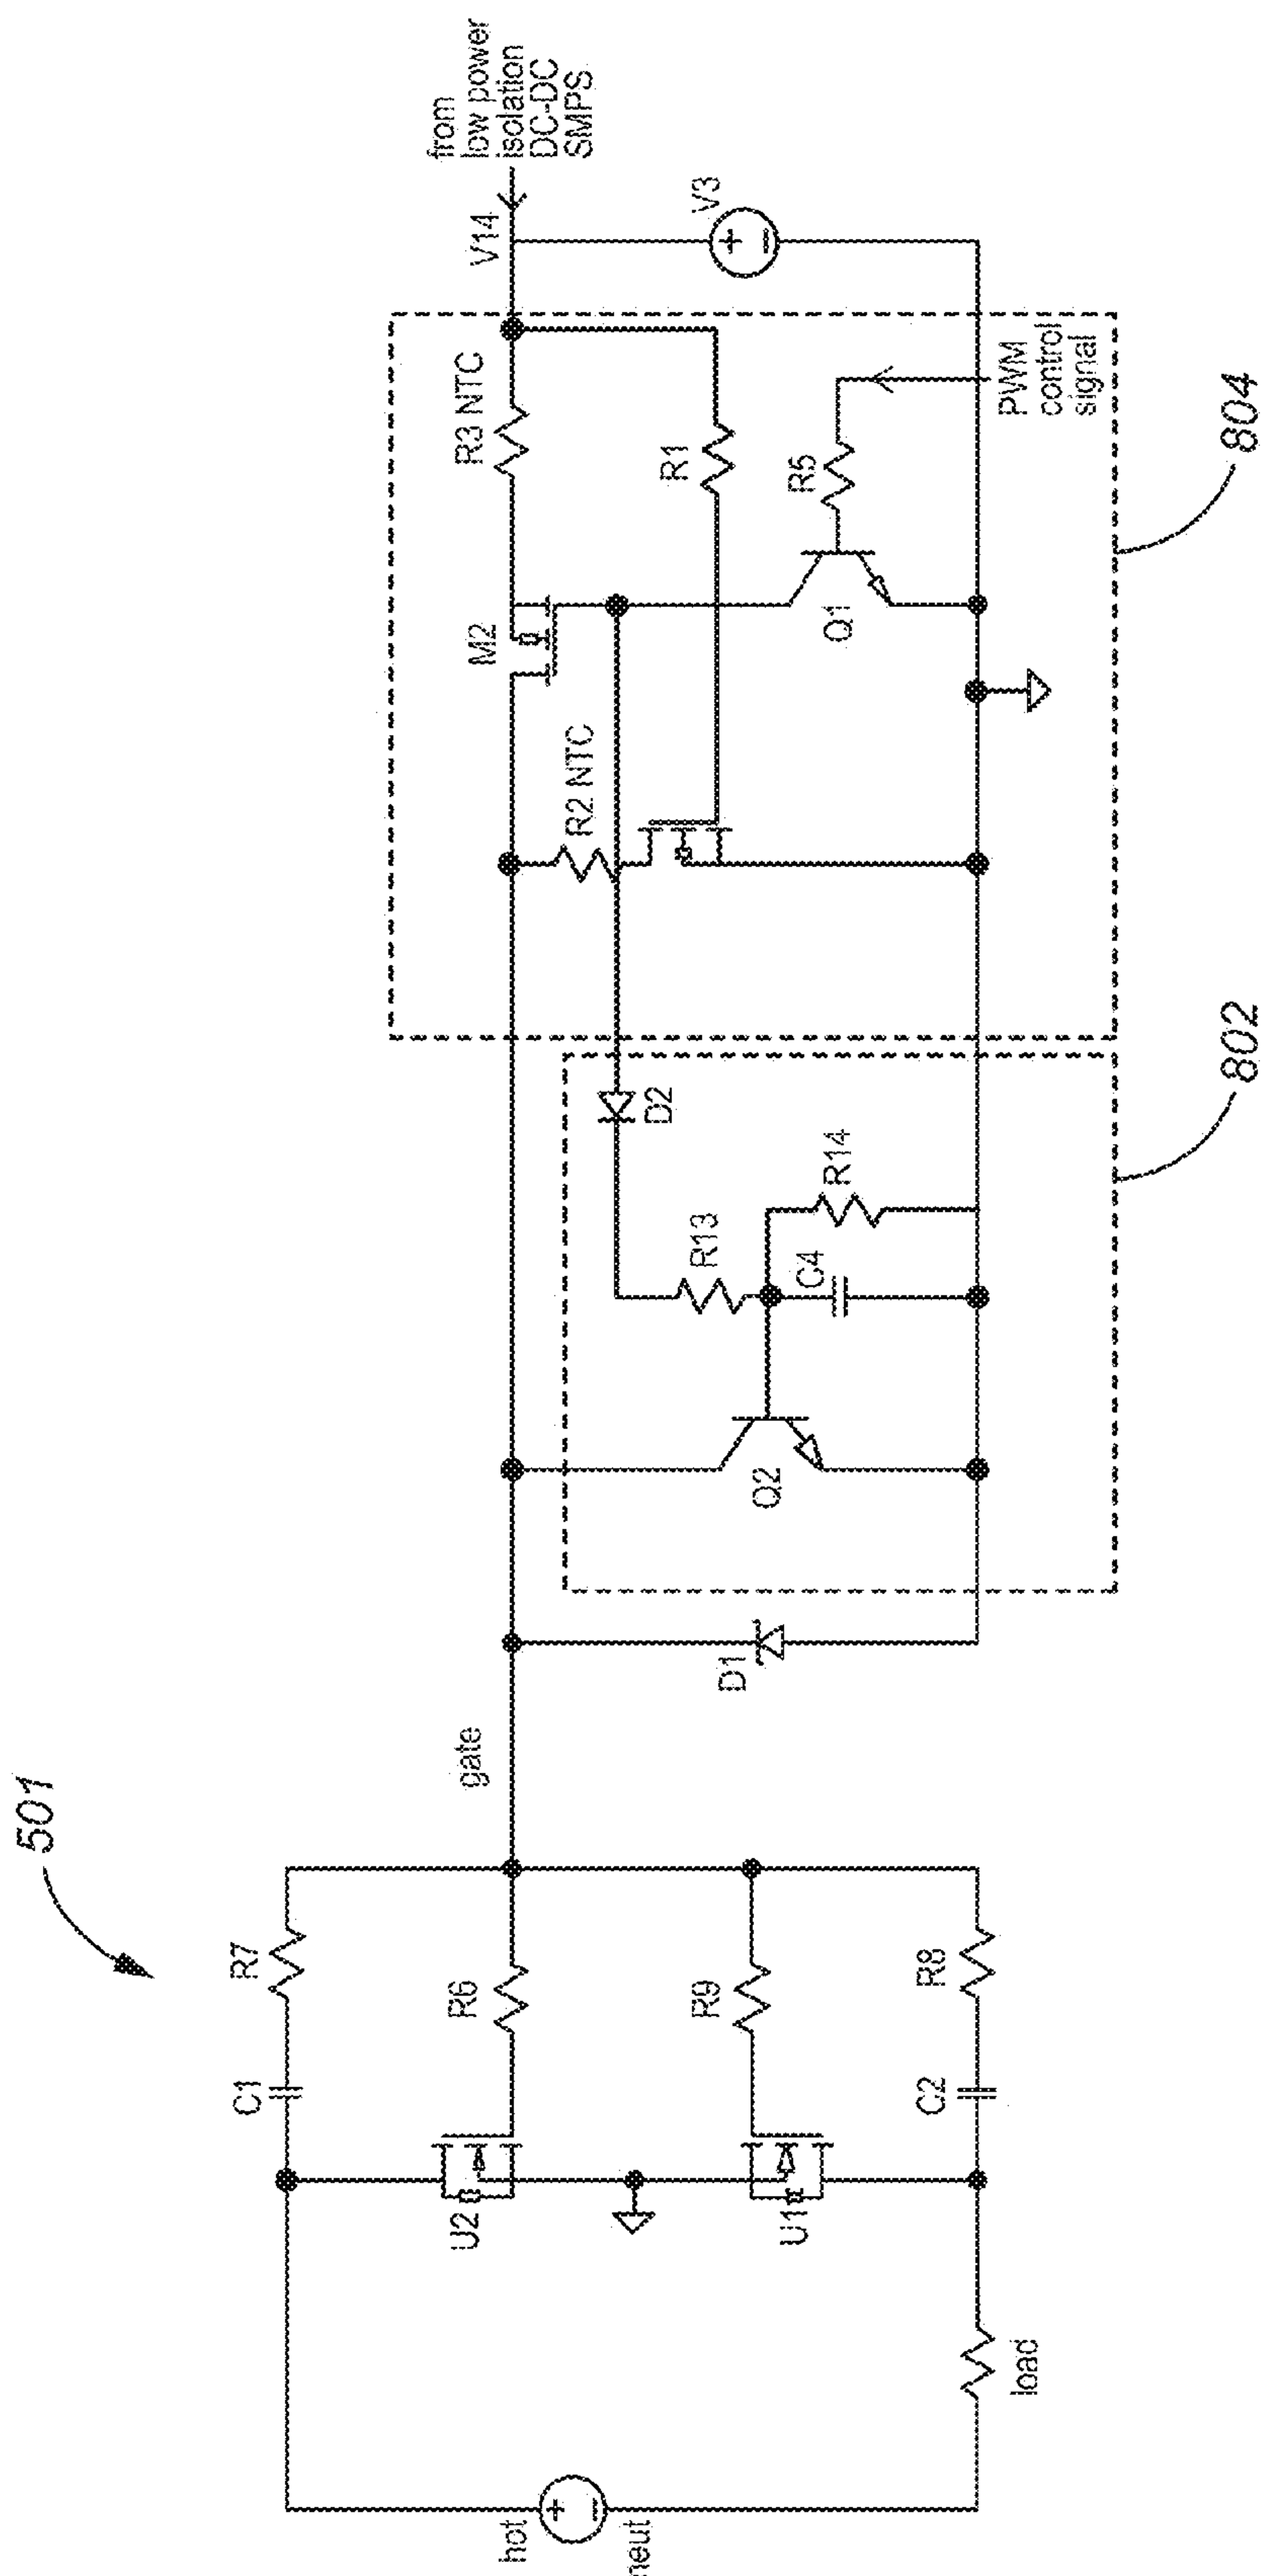 501
hot
neut
load
C1
R7
U2
R6
U1
R9
C2
R8
gate
D1
Q2
R13
C4
R14
D2
802
R2 NTC
M2
R3 NTC
R1
Q1
R5
PWM
control
signal
804
V14
V3
from
low power
isolation
DC-DC
SMPS